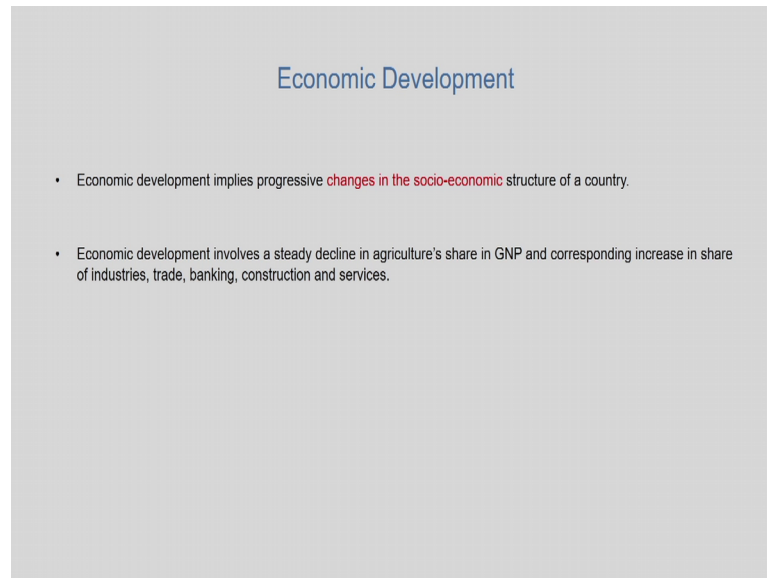 Economic Development
• Economic development implies progressive changes in the socio-economic structure of a country.
• Economic development involves a steady decline in agriculture's share in GNP and corresponding increase in share
of industries, trade, banking, construction and services.